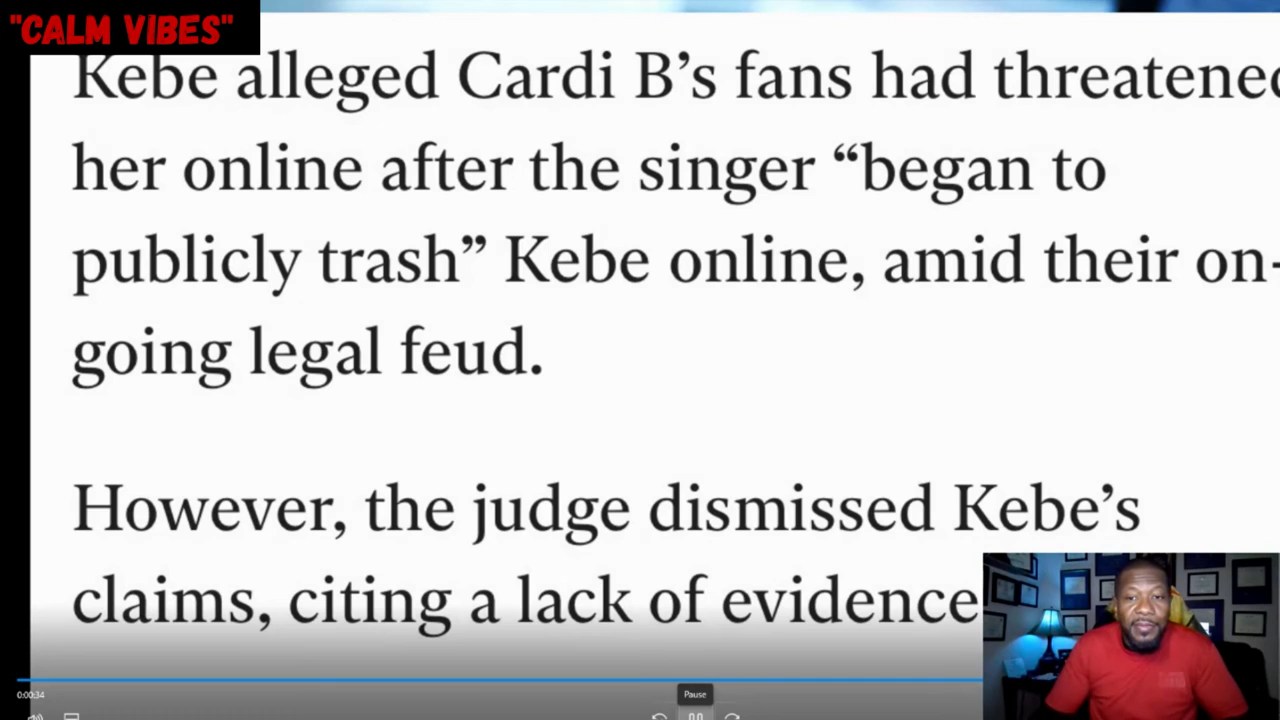 "CALM VIBES"
Kebe alleged Cardi B’s fans had threatened
her online after the singer “began to
publicly trash” Kebe online, amid their on-
going legal feud.
However, the judge dismissed Kebe’s
claims, citing a lack of evidence
0:00:34
Pause